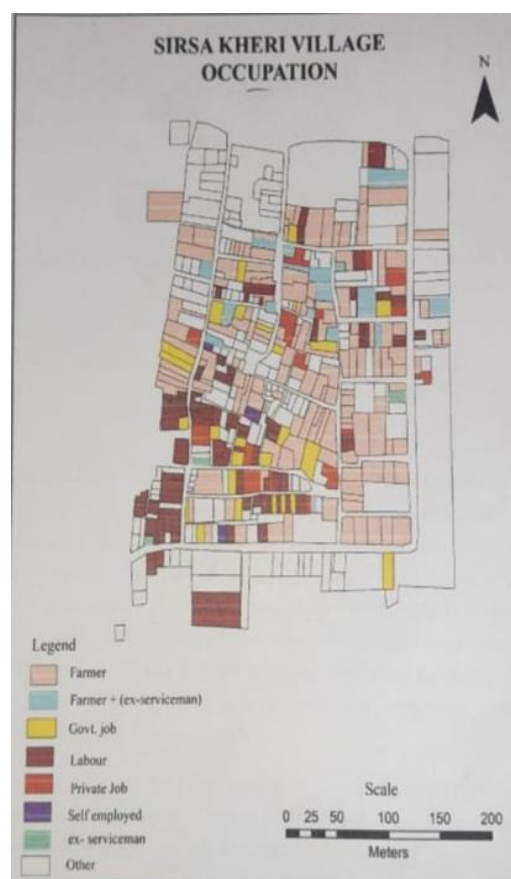 SIRSA KHERI VILLAGE
OCCUPATION
N
Legend
Farmer
Farmer + (ex-serviceman)
Govt. job
Labour
Private Job
Self employed
ex- serviceman
Other
Scale
0 25 50 100 150 200
Meters